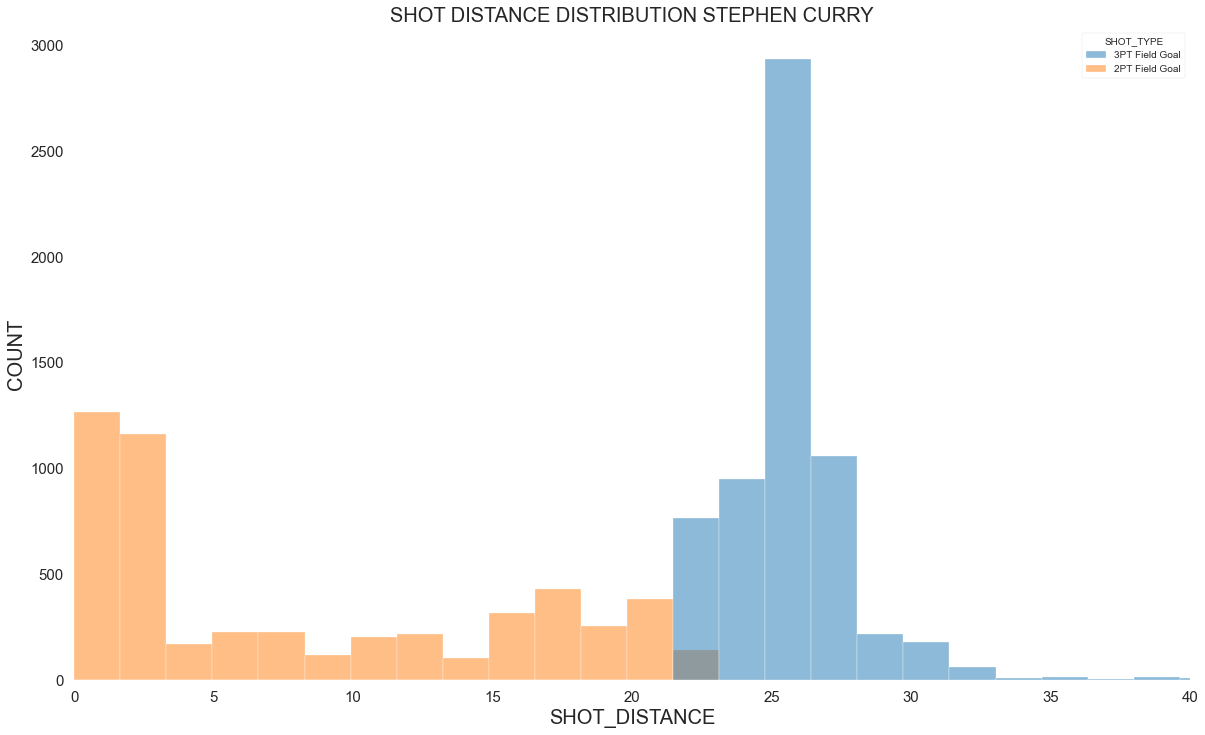 SHOT DISTANCE DISTRIBUTION STEPHEN CURRY
SHOT_TYPE
3PT Field Goal
2PT Field Goal
COUNT
3000
2500
2000
1500
1000
500
0
0 5 10 15 20 25 30 35 40
SHOT_DISTANCE